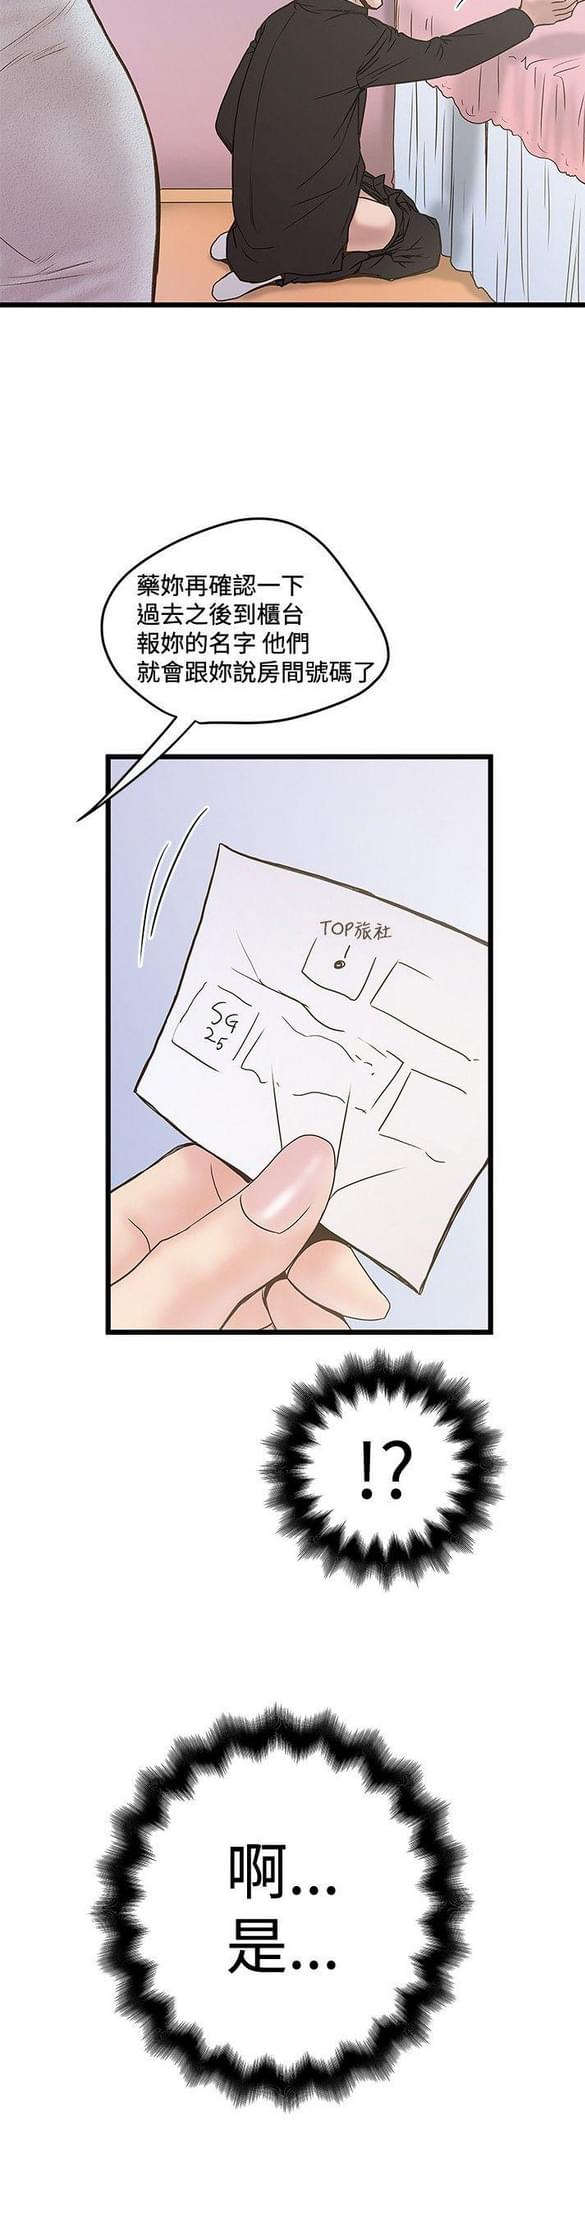 藥妳再確認一下
過去之後到櫃台
報妳的名字 他們
就會跟妳說房間號碼了
TOP旅社
SG
25
!?
啊...
是...